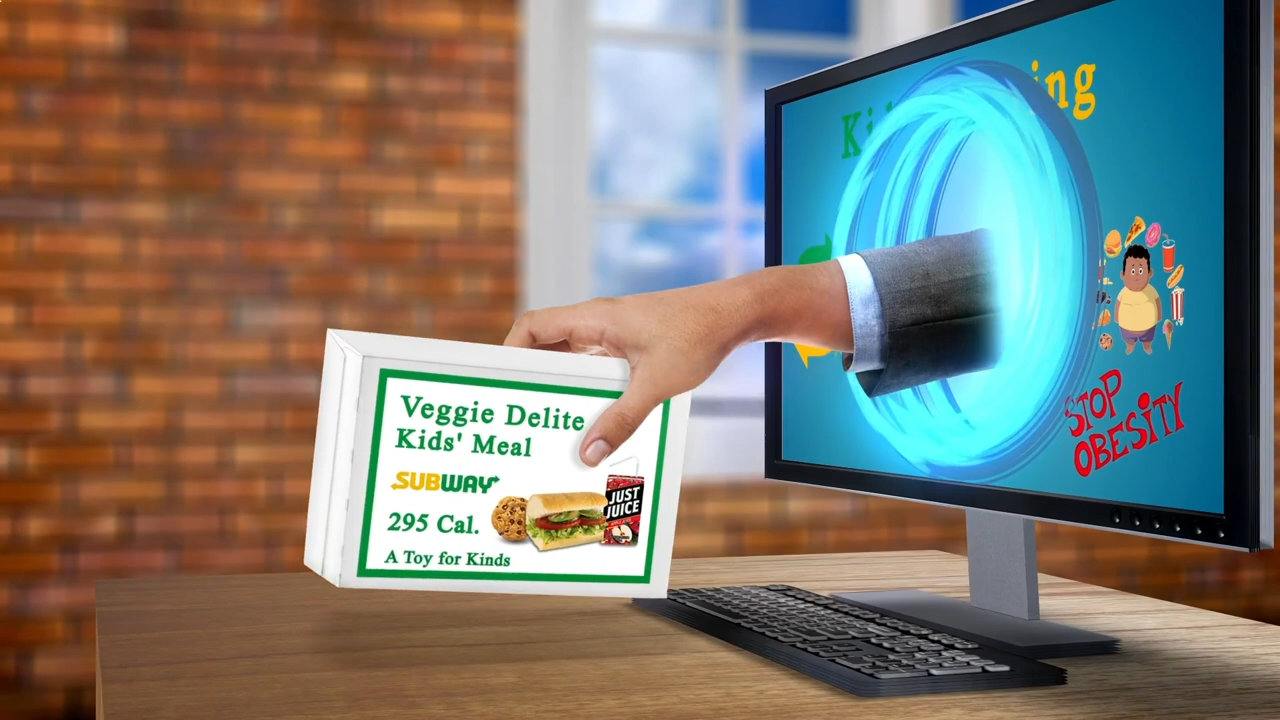 Veggie Delite
Kids' Meal
SUBWAY
295 Cal.
A Toy for Kinds
JUST
JUICE
STOP
OBESITY